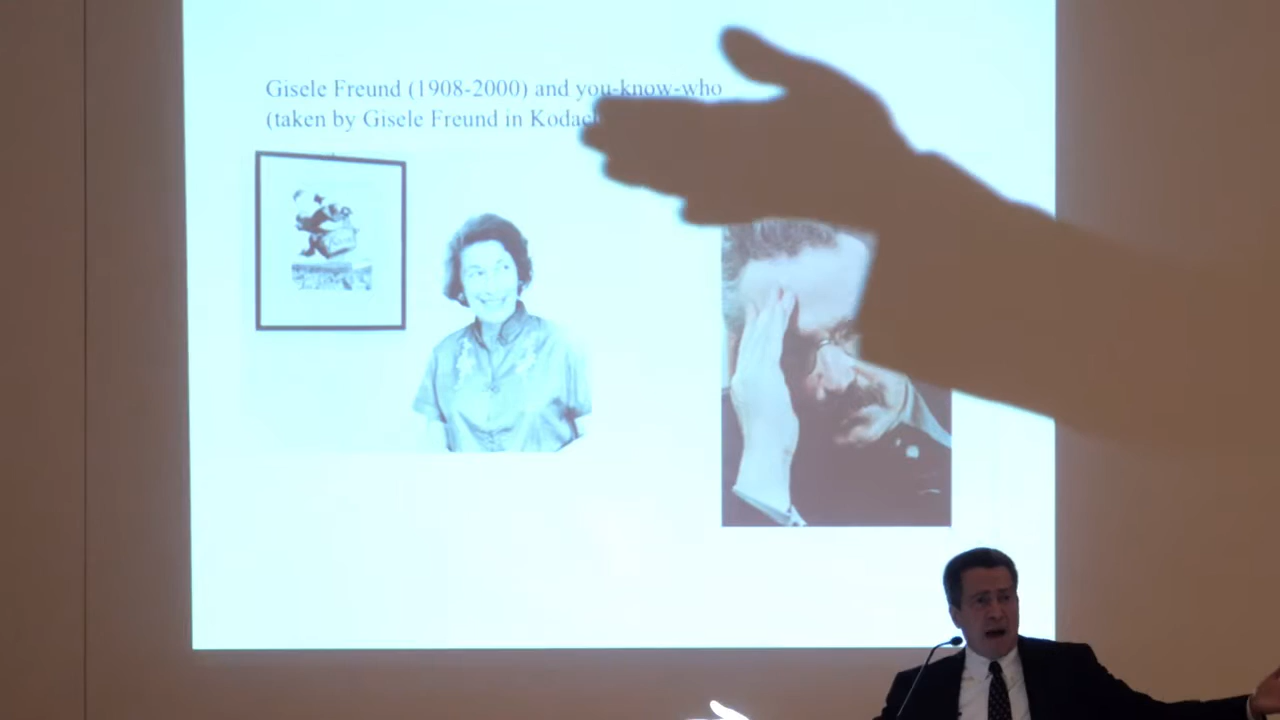 Gisele Freund (1908-2000) and you-know-who
(taken by Gisele Freund in